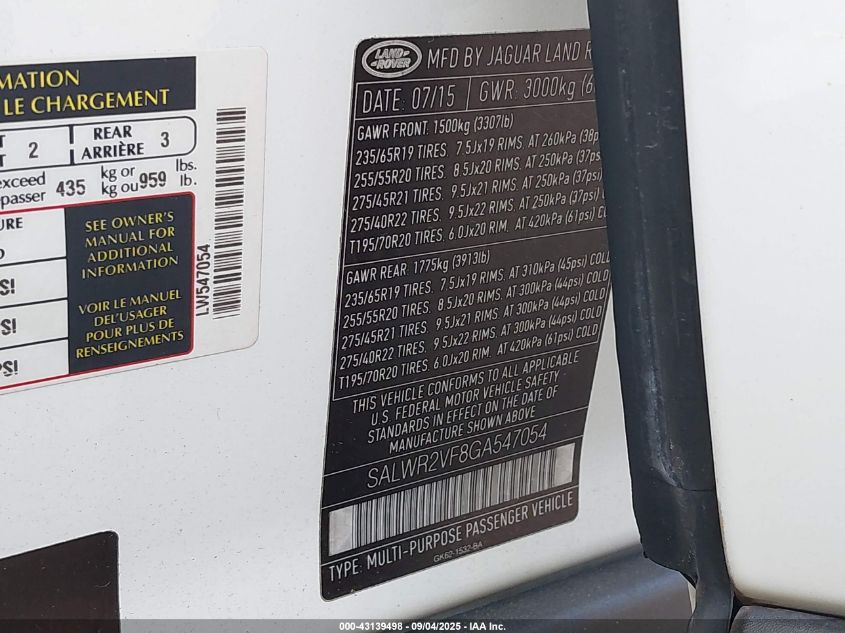 MATION
LE CHARGEMENT
2
REAR
ARRIÈRE 3
exceed
passer 435 kg or
kg ou 959 lbs.
lb.
URE
SEE OWNER'S
MANUAL FOR
ADDITIONAL
INFORMATION
VOIR LE MANUEL
DEL'USAGER
POUR PLUS DE
RENSEIGNEMENTS
SI
SI
PSI
LW547054
LAND
ROVER
MFD BY JAGUAR LAND R
DATE: 07/15 GWR: 3000kg (6
GAWR FRONT: 1500kg (3307lb)
235/65R19 TIRES. 7.5Jx19 RIMS. AT 260kPa (38p
255/55R20 TIRES. 8.5Jx20 RIMS. AT 250kPa (37ps
275/45R21 TIRES. 9.5Jx21 RIMS. AT 250kPa (37psi)
275/40R22 TIRES. 9.5Jx22 RIMS. AT 250kPa (37psi) C
T195/70R20 TIRES. 6.0Jx20 RIM. AT 420kPa (61psi) CO
GAWR REAR: 1775kg (3913lb)
235/65R19 TIRES. 7.5Jx19 RIMS. AT 310kPa (45psi) COLD
255/55R20 TIRES. 8.5Jx20 RIMS. AT 300kPa (44psi) COLD
275/45R21 TIRES. 9.5Jx21 RIMS. AT 300kPa (44psi) COLD
275/40R22 TIRES. 9.5Jx22 RIMS. AT 300kPa (44psi) COLD
T195/70R20 TIRES. 6.0Jx20 RIM. AT 420kPa (61psi) COLD
THIS VEHICLE CONFORMS TO ALL APPLICABLE
U.S. FEDERAL MOTOR VEHICLE SAFETY
STANDARDS IN EFFECT ON THE DATE OF
MANUFACTURE SHOWN ABOVE
SALWR2VF8GA547054
TYPE: MULTI-PURPOSE PASSENGER VEHICLE
GK62-1532-BA
000-43139498 - 09/04/2025 - IAA Inc.